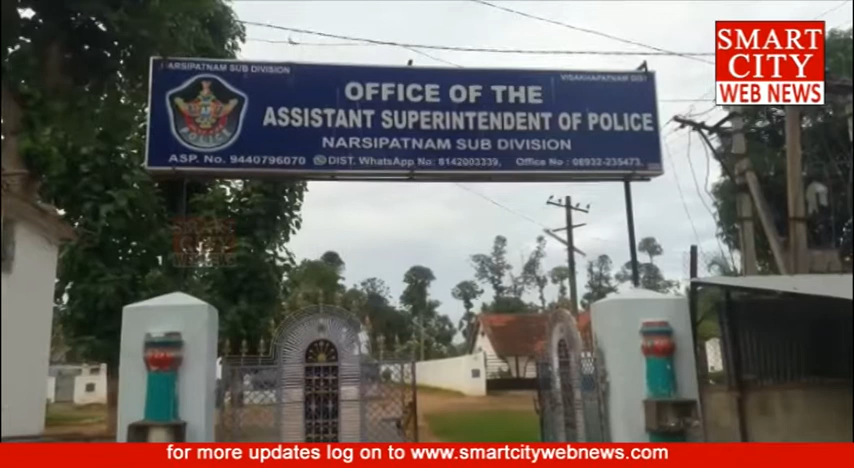 NARSIPATNAM SUB DIVISION
VISAKHAPATNAM DIST
OFFICE OF THE
ASSISTANT SUPERINTENDENT OF POLICE
NARSIPATNAM SUB DIVISION
ASP. No. 9440796070 DIST. WhatsApp No: 9142003339, Office No : 08932-235473.
POLICE
SMART
CITY
WEB NEWS
for more updates log on to www.smartcitywebnews.com